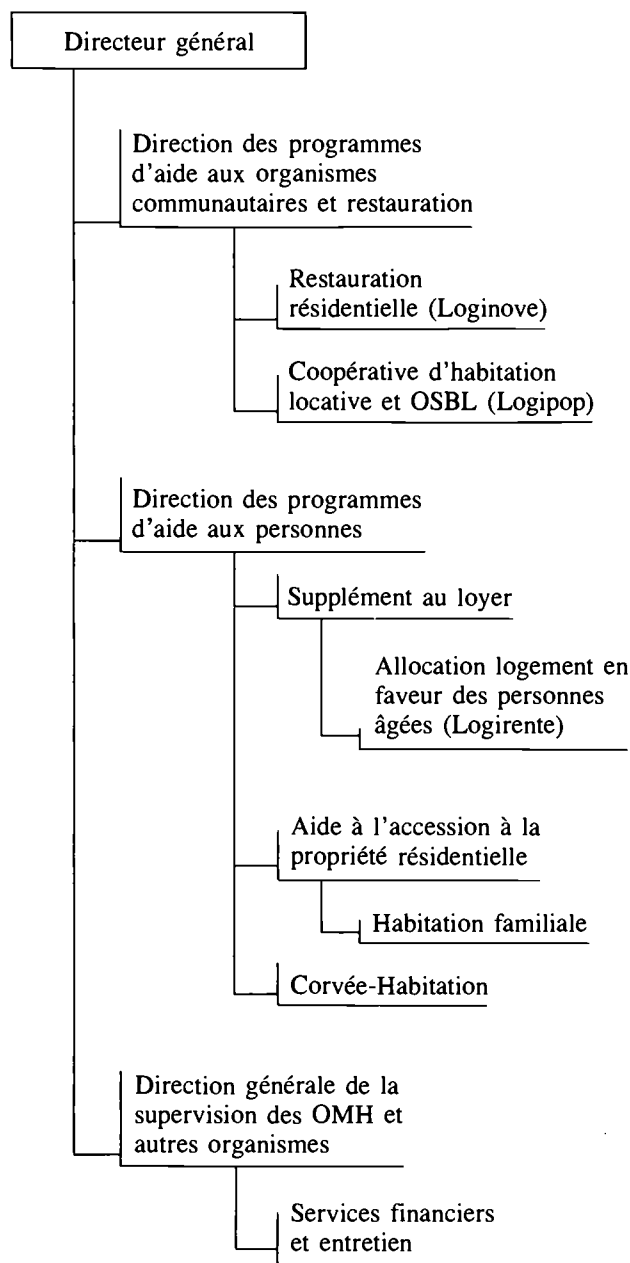 Directeur général
Direction des programmes
d'aide aux organismes
communautaires et restauration
Restauration
résidentielle (Loginove)
Coopérative d'habitation
locative et OSBL (Logipop)
Direction des programmes
d'aide aux personnes
Supplément au loyer
Allocation logement en
faveur des personnes
âgées (Logirente)
Aide à l'accession à la
propriété résidentielle
Habitation familiale
Corvée-Habitation
Direction générale de la
supervision des OMH et
autres organismes
Services financiers
et entretien